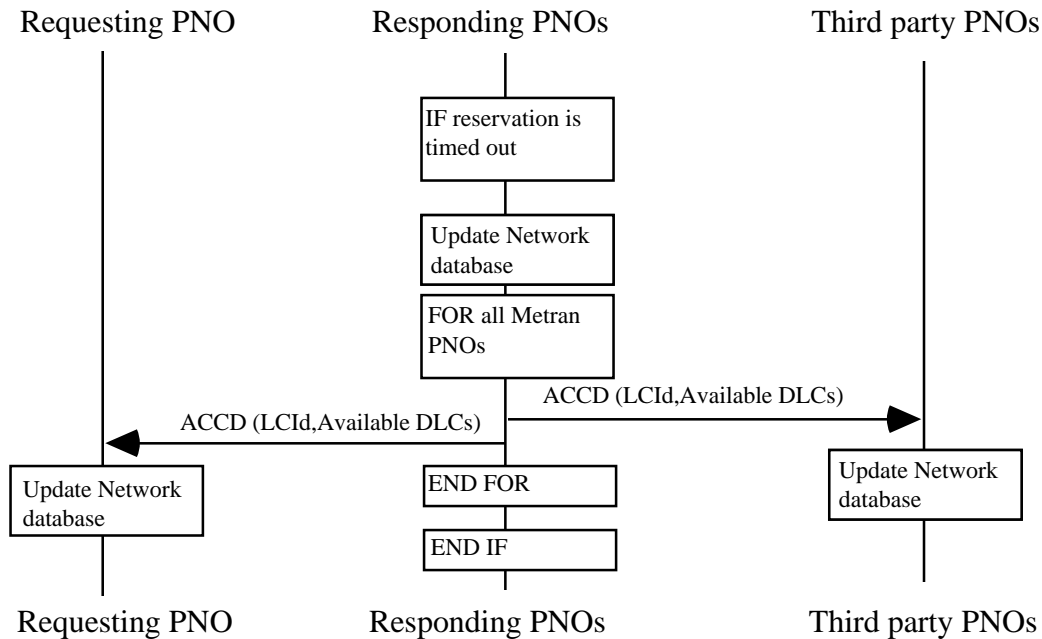 Requesting PNO
Responding PNOs
Third party PNOs
IF reservation is
timed out
Update Network
database
FOR all Metran
PNOs
ACCD (LCId,Available DLCs)
ACCD (LCId,Available DLCs)
Update Network
database
END FOR
Update Network
database
END IF
Requesting PNO
Responding PNOs
Third party PNOs